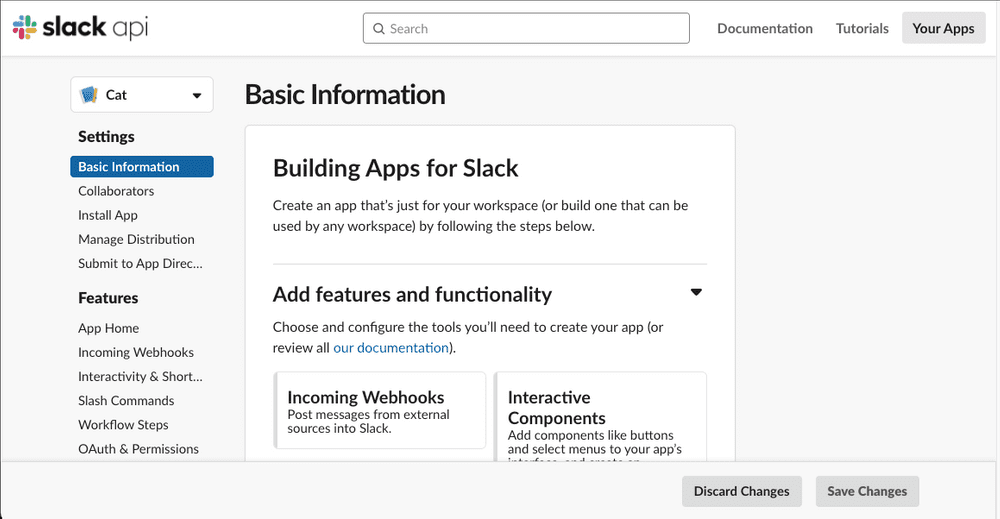 slack api
Search
Documentation
Tutorials
Your Apps
Cat
Settings
Basic Information
Collaborators
Install App
Manage Distribution
Submit to App Direc...
Features
App Home
Incoming Webhooks
Interactivity & Short...
Slash Commands
Workflow Steps
OAuth & Permissions
Basic Information
Building Apps for Slack
Create an app that’s just for your workspace (or build one that can be
used by any workspace) by following the steps below.
Add features and functionality
Choose and configure the tools you’ll need to create your app (or
review all our documentation).
Incoming Webhooks
Post messages from external
sources into Slack.
Interactive
Components
Add components like buttons
and select menus to your app’s
interface, and create an
Discard Changes
Save Changes